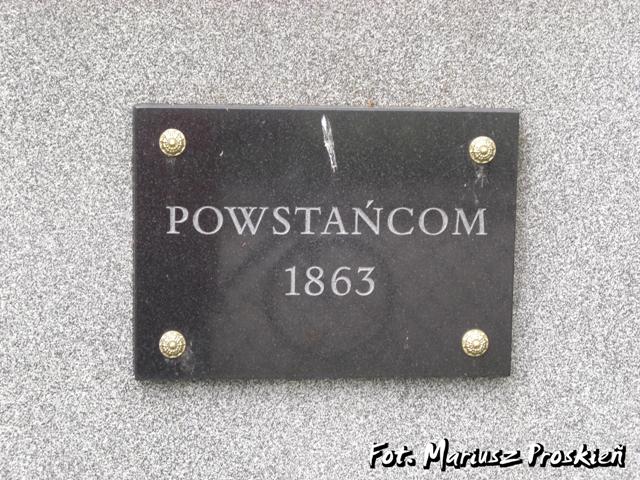 POWSTAŃCOM
1863
Fot. Mariusz Proskień